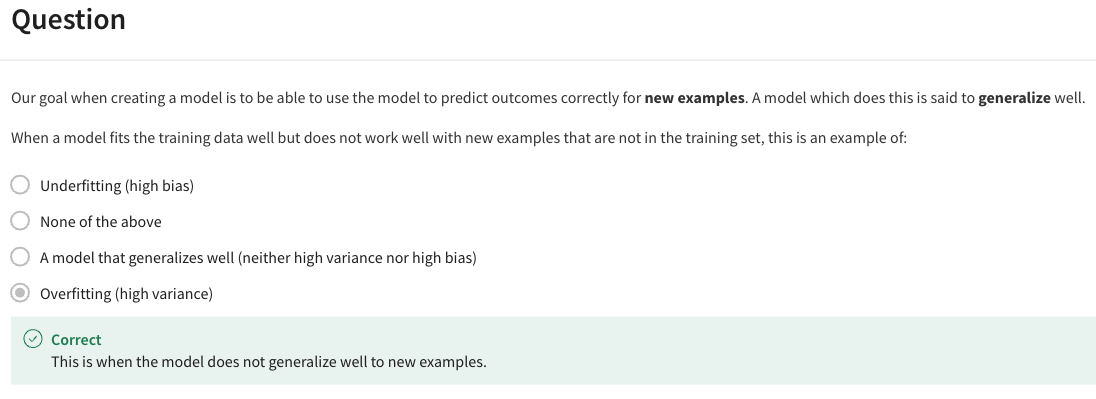 Question
Our goal when creating a model is to be able to use the model to predict outcomes correctly for new examples. A model which does this is said to generalize well.
When a model fits the training data well but does not work well with new examples that are not in the training set, this is an example of:
Underfitting (high bias)
None of the above
A model that generalizes well (neither high variance nor high bias)
Overfitting (high variance)
Correct
This is when the model does not generalize well to new examples.